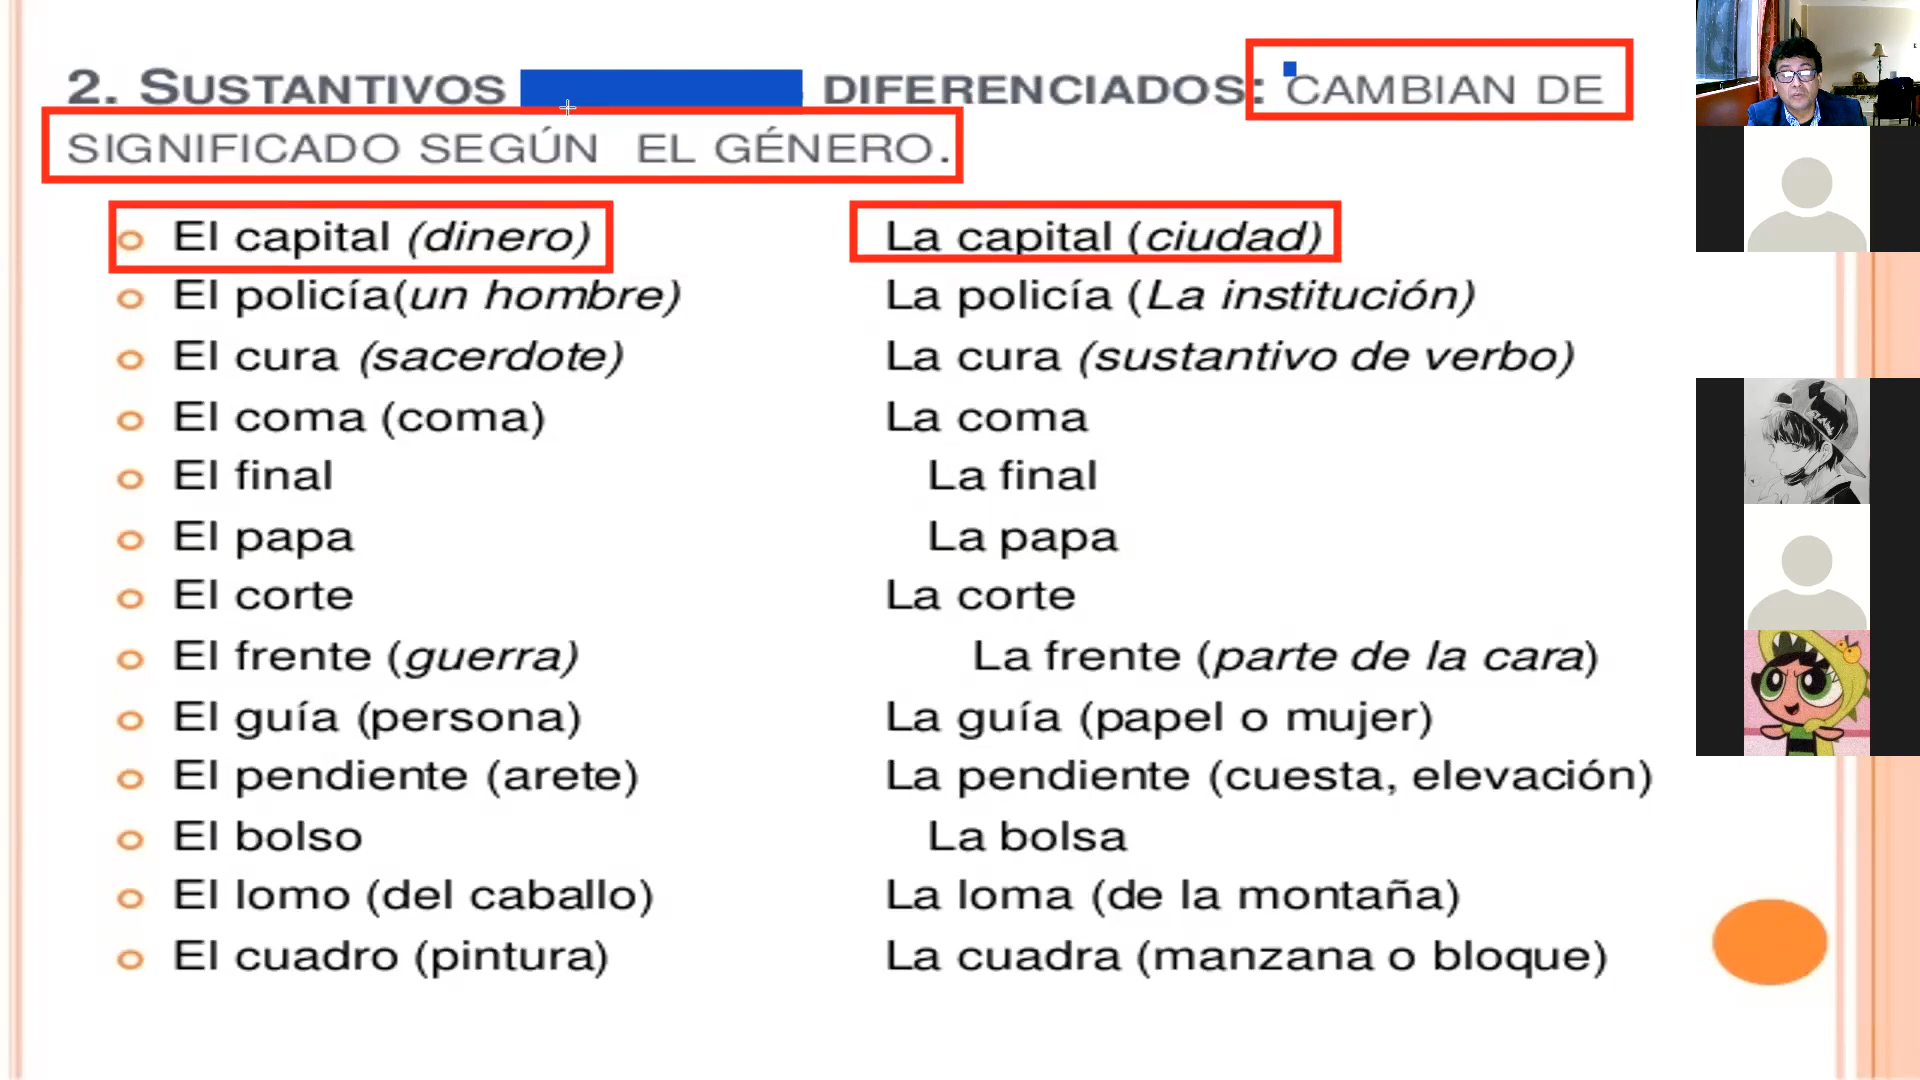 2. SUSTANTIVOS DIFERENCIADOS: CAMBIAN DE
SIGNIFICADO SEGÚN EL GÉNERO.
El capital (dinero) La capital (ciudad)
El policía(un hombre) La policía (La institución)
El cura (sacerdote) La cura (sustantivo de verbo)
El coma (coma) La coma
El final La final
El papa La papa
El corte La corte
El frente (guerra) La frente (parte de la cara)
El guía (persona) La guía (papel o mujer)
El pendiente (arete) La pendiente (cuesta, elevación)
El bolso La bolsa
El lomo (del caballo) La loma (de la montaña)
El cuadro (pintura) La cuadra (manzana o bloque)